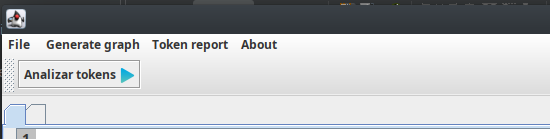 File Generate graph Token report About
Analizar tokens
1